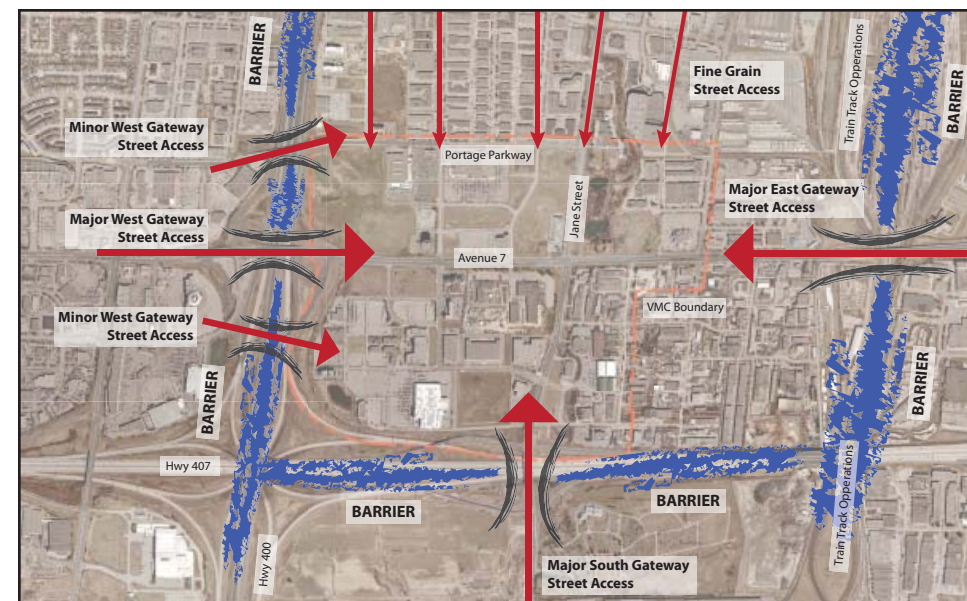 BARRIER
Train Track Opperations
BARRIER
Fine Grain
Street Access
Minor West Gateway
Street Access
Portage Parkway
Jane Street
Major East Gateway
Street Access
Major West Gateway
Street Access
Avenue 7
VMC Boundary
Minor West Gateway
Street Access
BARRIER
BARRIER
Hwy 407
BARRIER
BARRIER
Train Track Opperations
Hwy 400
Major South Gateway
Street Access